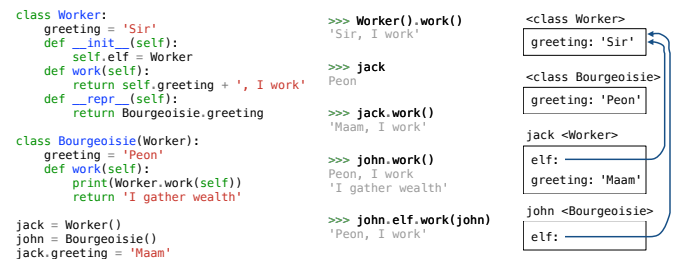 class Worker:
    greeting = 'Sir'
    def __init__(self):
        self.elf = Worker
    def work(self):
        return self.greeting + ', I work'
    def __repr__(self):
        return Bourgeoisie.greeting

class Bourgeoisie(Worker):
    greeting = 'Peon'
    def work(self):
        print(Worker.work(self))
        return 'I gather wealth'

jack = Worker()
john = Bourgeoisie()
jack.greeting = 'Maam'

>>> Worker().work()
'Sir, I work'

>>> jack
Peon

>>> jack.work()
'Maam, I work'

>>> john.work()
Peon, I work
'I gather wealth'

>>> john.elf.work(john)
'Peon, I work'

<class Worker>
greeting: 'Sir'
<class Bourgeoisie>
greeting: 'Peon'
jack <Worker>
elf:
greeting: 'Maam'
john <Bourgeoisie>
elf: